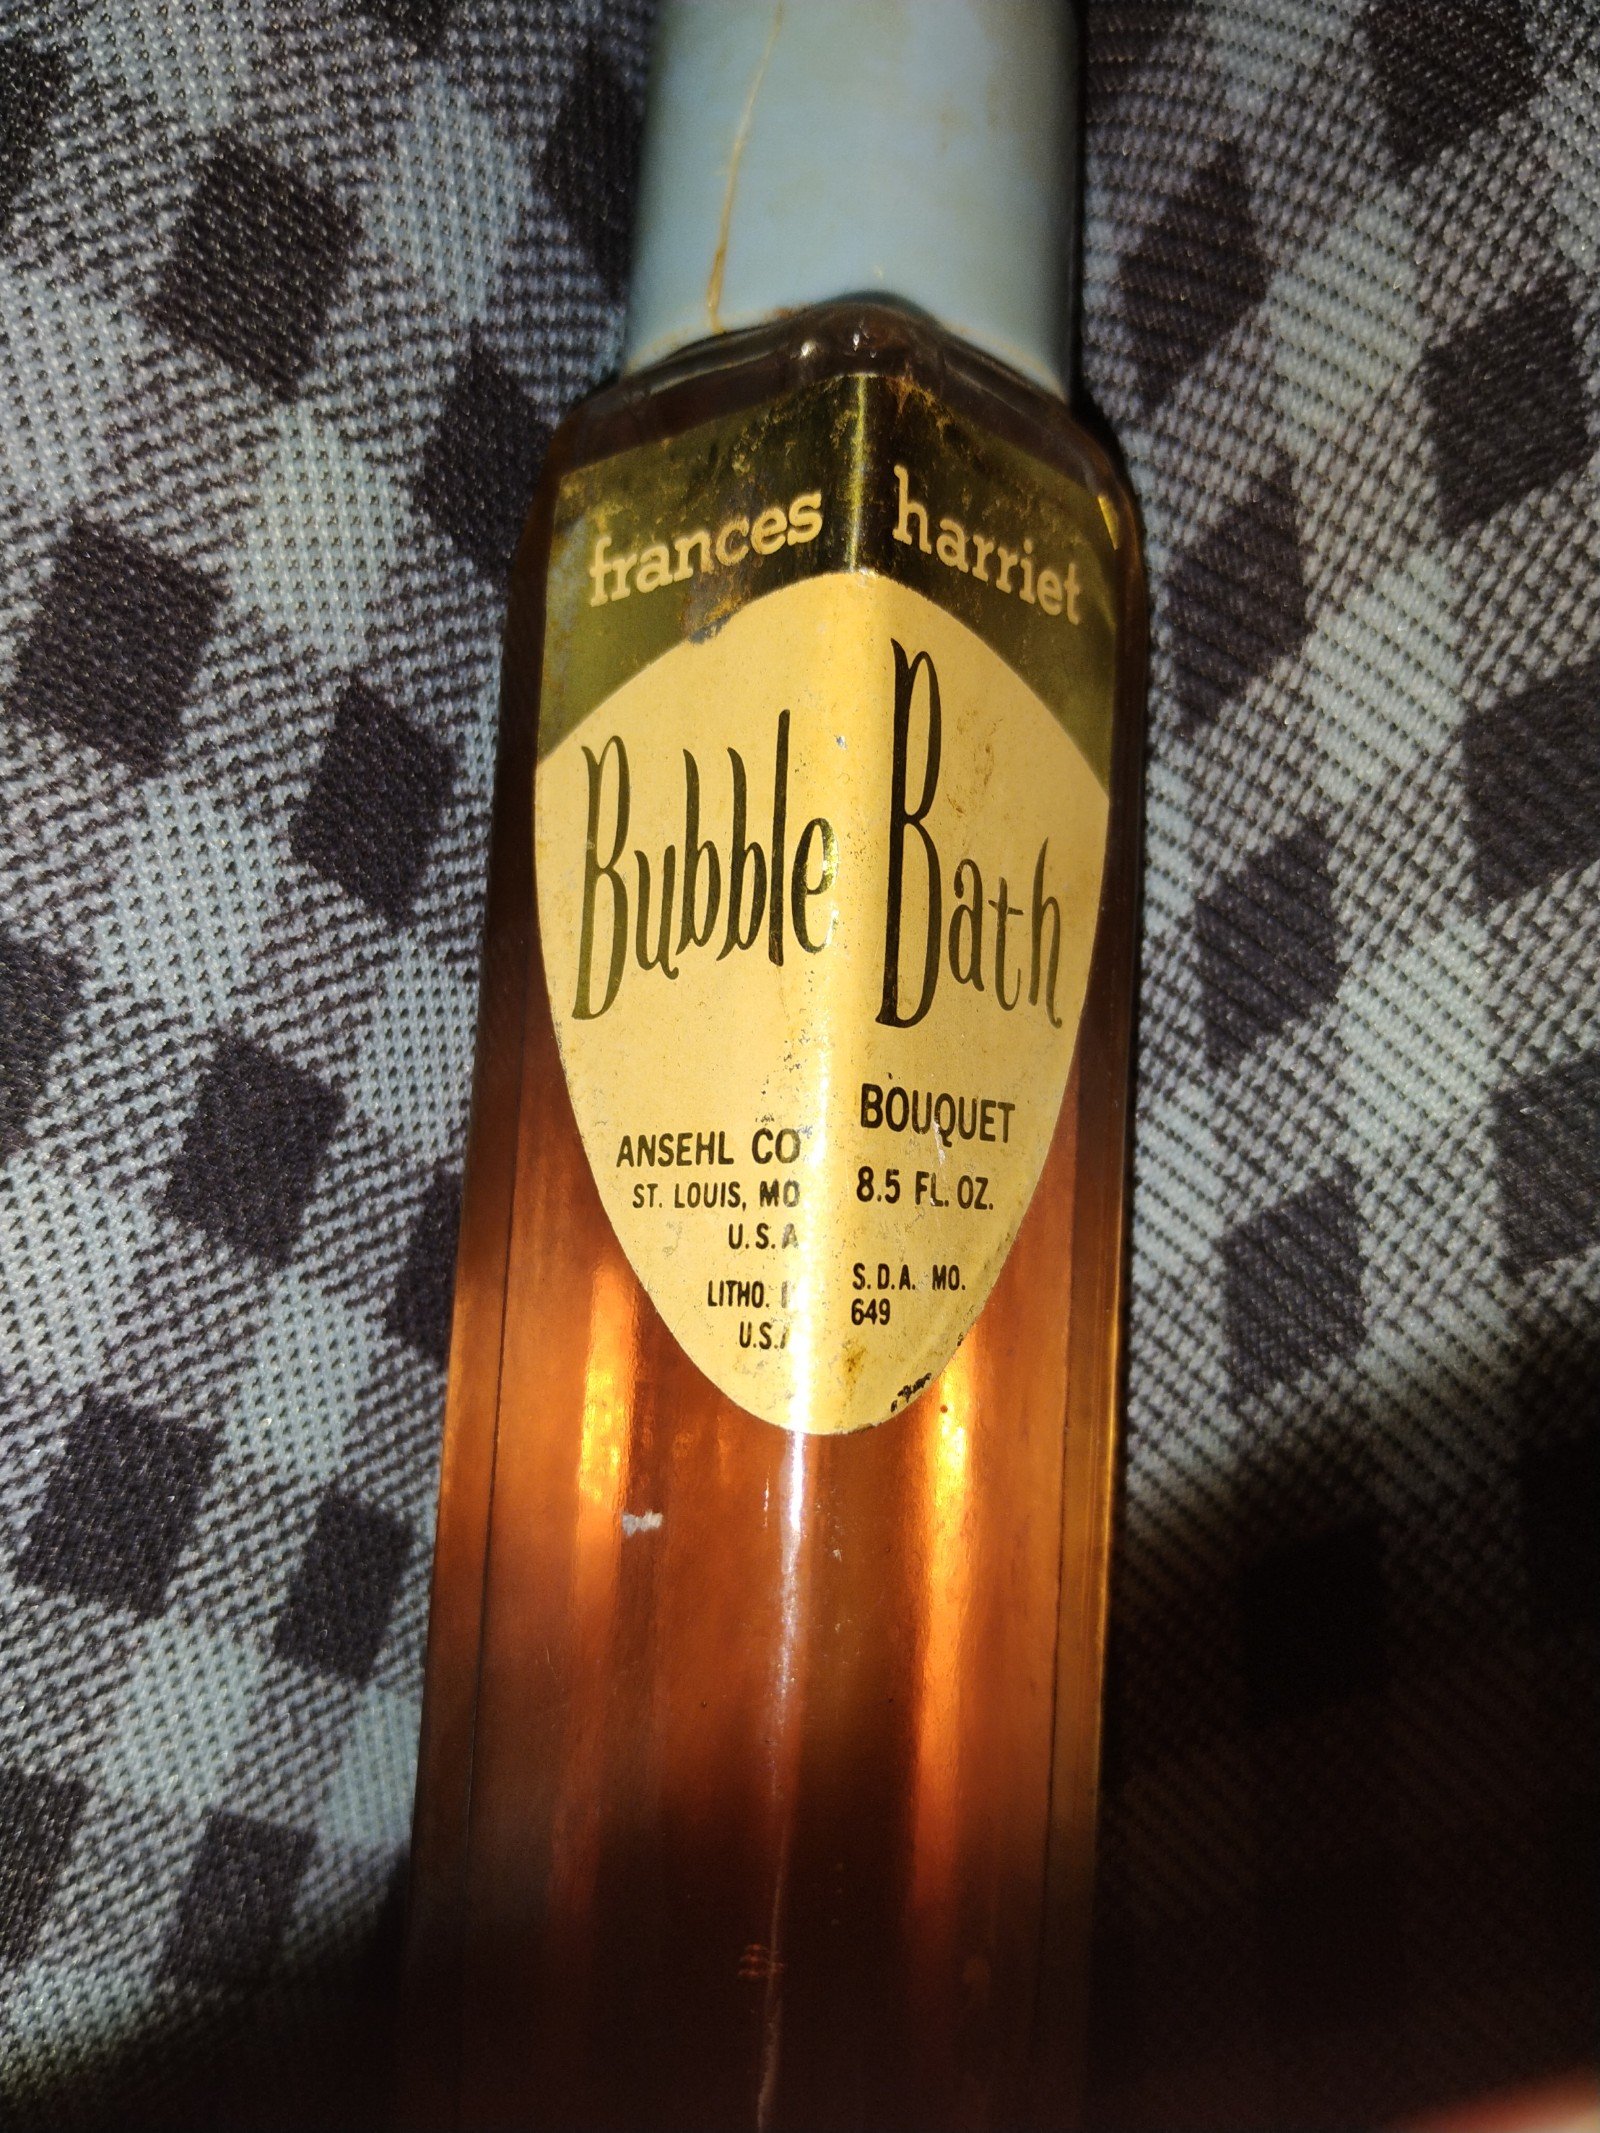 frances harriet
Bubble Bath
BOUQUET
8.5 FL. OZ.
ANSEHL CO
ST. LOUIS, MO
U.S.A
LITHO.
U.S.A
S.D.A. MO.
649